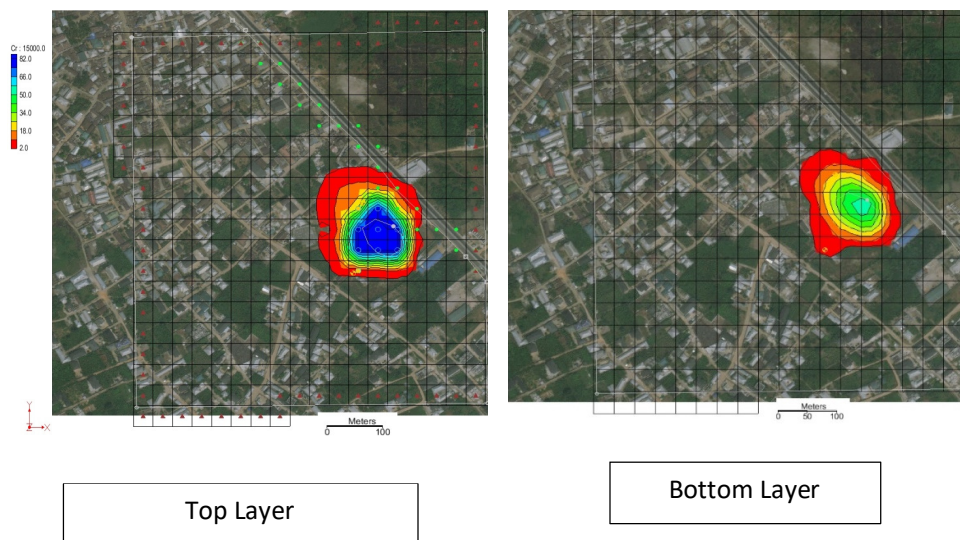 Cr : 15000.0
82.0
66.0
50.0
34.0
18.0
2.0
Y
Z
X
Meters
0 100
Meters
0 50 100
Top Layer
Bottom Layer